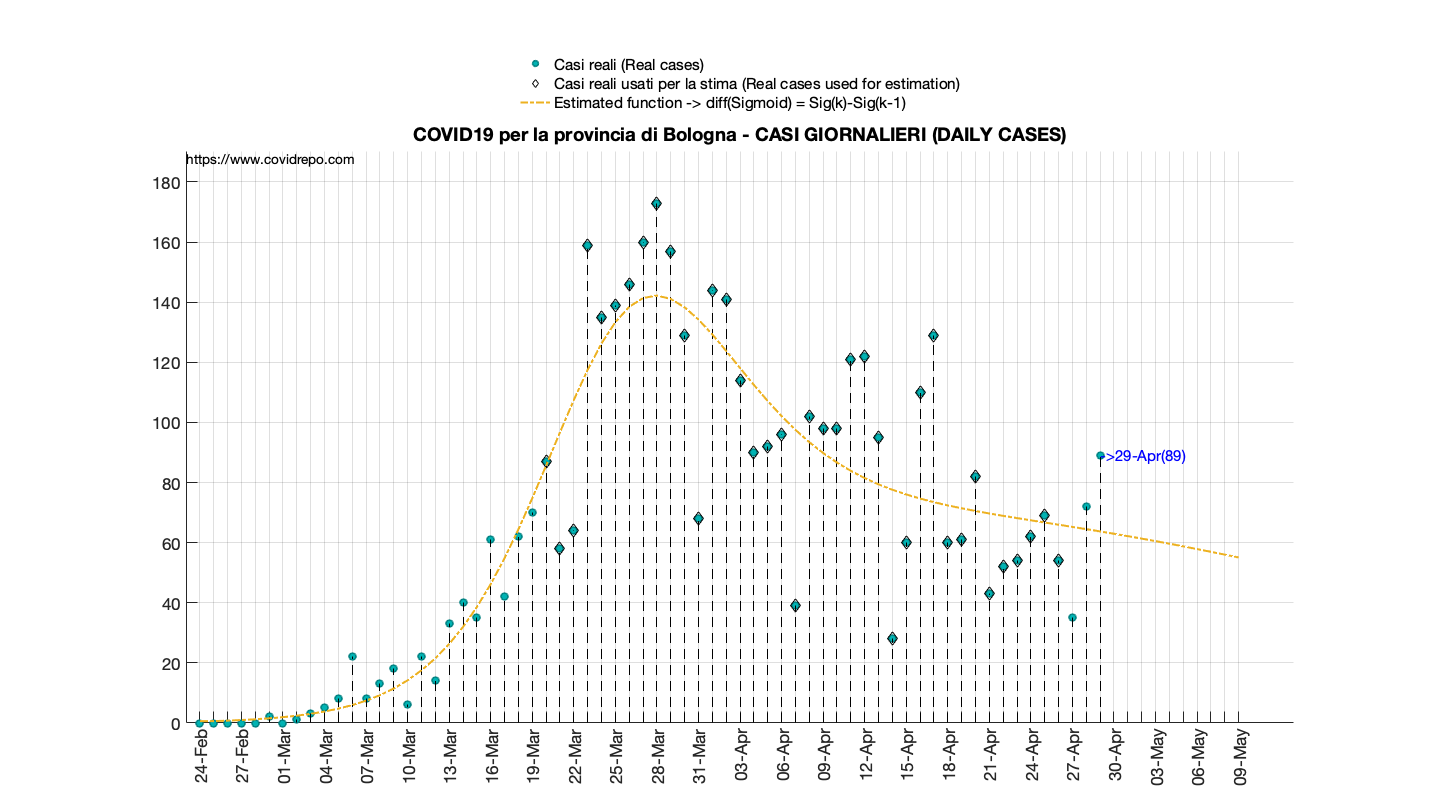 Casi reali (Real cases)
Casi reali usati per la stima (Real cases used for estimation)
Estimated function -> diff(Sigmoid) = Sig(k)-Sig(k-1)
COVID19 per la provincia di Bologna - CASI GIORNALIERI (DAILY CASES)
https://www.covidrepo.com
180
160
140
120
100
80
60
40
20
0
>29-Apr(89)
24-Feb
27-Feb
01-Mar
04-Mar
07-Mar
10-Mar
13-Mar
16-Mar
19-Mar
22-Mar
25-Mar
28-Mar
31-Mar
03-Apr
06-Apr
09-Apr
12-Apr
15-Apr
18-Apr
21-Apr
24-Apr
27-Apr
30-Apr
03-May
06-May
09-May